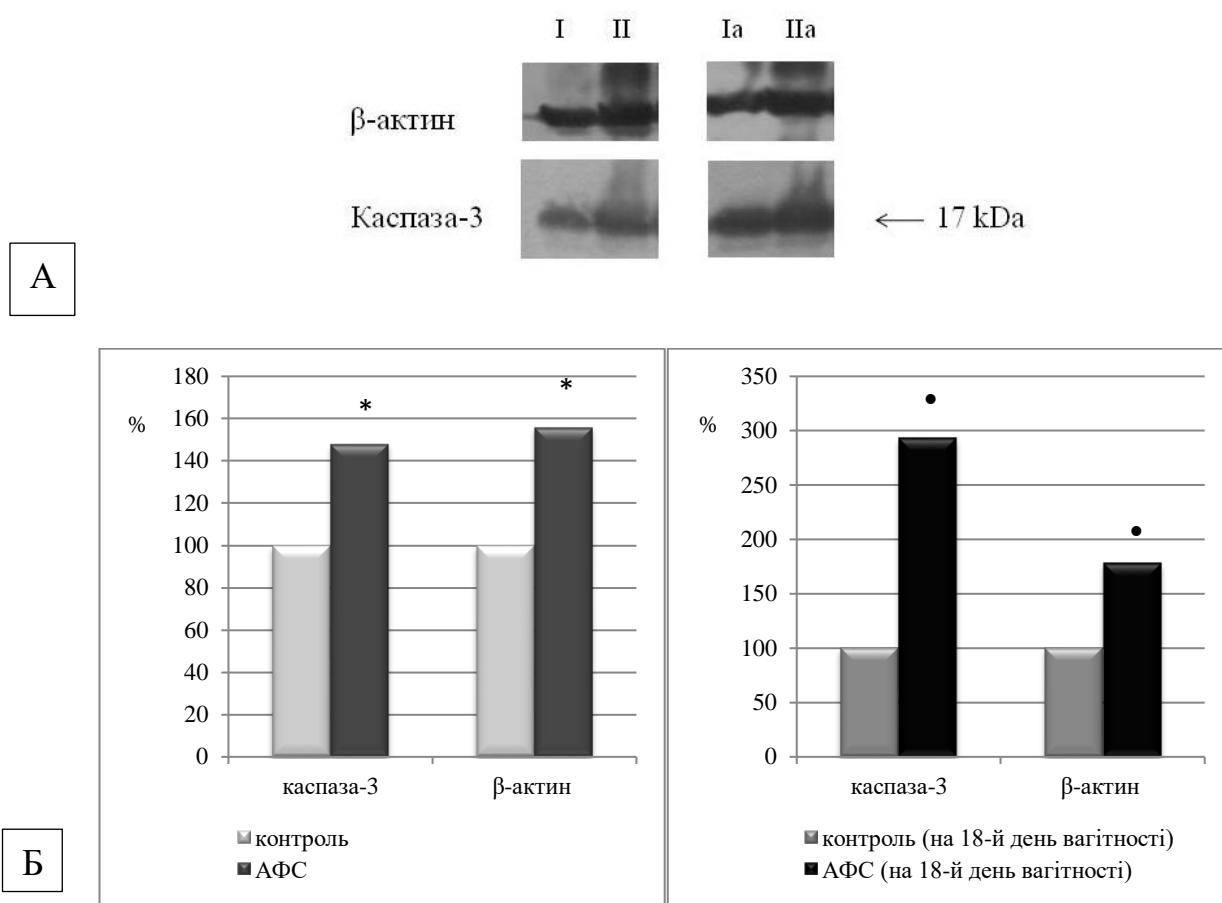 I II Ia IIa
β-актин
Каспаза-3 ← 17 kDa
А
180
160
140
120
100
80
60
40
20
0
%
*
*
каспаза-3 β-актин
контроль
АФС
350
300
250
200
150
100
50
0
%
•
•
каспаза-3 β-актин
контроль (на 18-й день вагітності)
АФС (на 18-й день вагітності)
Б